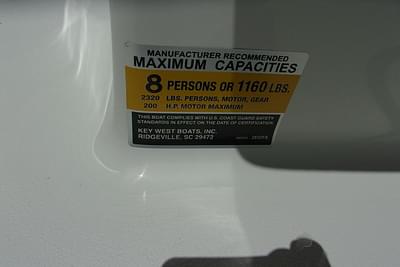 MANUFACTURER RECOMMENDED
MAXIMUM CAPACITIES
8 PERSONS OR 1160 LBS.
2320 LBS. PERSONS, MOTOR, GEAR
200 H.P. MOTOR MAXIMUM
THIS BOAT COMPLIES WITH U.S. COAST GUARD SAFETY
STANDARDS IN EFFECT ON THE DATE OF CERTIFICATION
KEY WEST BOATS, INC.
RIDGEVILLE, SC 29472